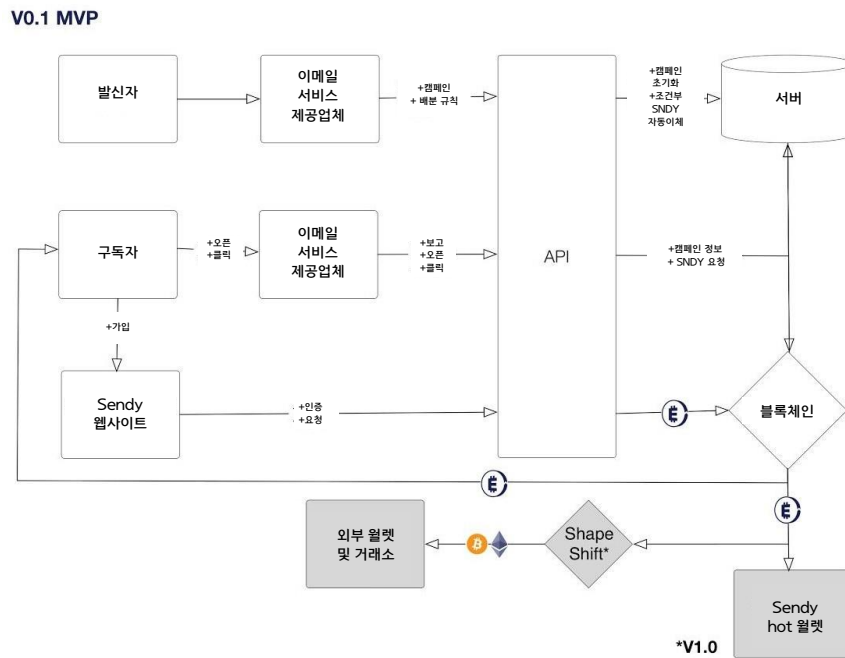 V0.1 MVP
발신자
이메일
서비스
제공업체
+캠페인
+ 배분 규칙
+캠페인
초기화
+조건부
SNDY
자동이체
서버
구독자
+오픈
+클릭
이메일
서비스
제공업체
+보고
+오픈
+클릭
API
+캠페인 정보
+ SNDY 요청
+가입
Sendy
웹사이트
+인증
+요청
블록체인
외부 월렛
및 거래소
Shape
Shift*
Sendy
hot 월렛
*V1.0